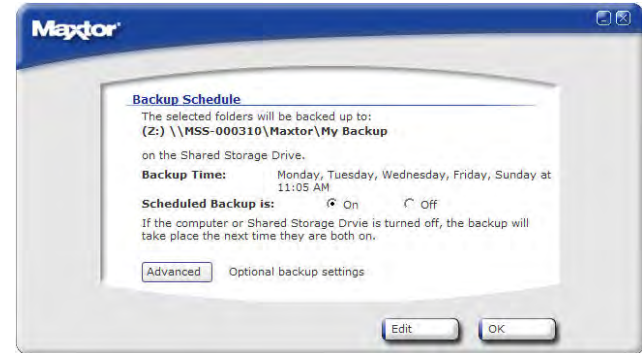 Maxtor
Backup Schedule
The selected folders will be backed up to:
(Z:) \\MSS-000310\Maxtor\My Backup
on the Shared Storage Drive.
Backup Time: Monday, Tuesday, Wednesday, Friday, Sunday at
11:05 AM
Scheduled Backup is: On Off
If the computer or Shared Storage Drvie is turned off, the backup will
take place the next time they are both on.
Advanced Optional backup settings
Edit OK